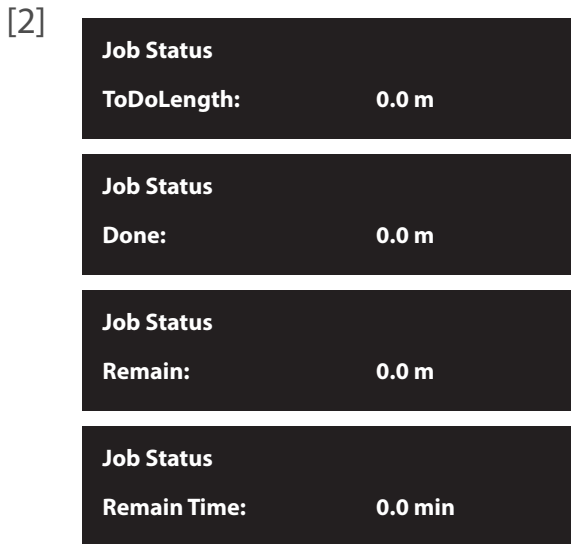 [2]
Job Status
ToDoLength: 0.0 m
Job Status
Done: 0.0 m
Job Status
Remain: 0.0 m
Job Status
Remain Time: 0.0 min